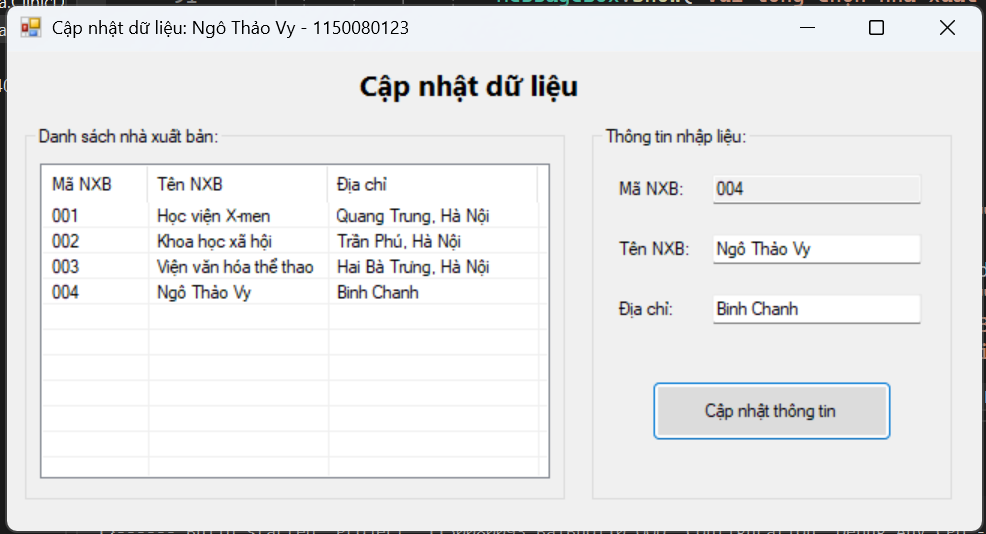 Cập nhật dữ liệu: Ngô Thảo Vy - 1150080123
Cập nhật dữ liệu
Danh sách nhà xuất bản:
Mã NXB Tên NXB Địa chỉ
001 Học viện X-men Quang Trung, Hà Nội
002 Khoa học xã hội Trần Phú, Hà Nội
003 Viện văn hóa thể thao Hai Bà Trưng, Hà Nội
004 Ngô Thảo Vy Binh Chanh
Thông tin nhập liệu:
Mã NXB: 004
Tên NXB: Ngô Thảo Vy
Địa chỉ: Binh Chanh
Cập nhật thông tin